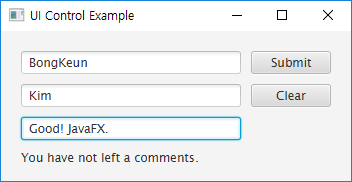 UI Control Example
BongKeun Submit
Kim Clear
Good! JavaFX.
You have not left a comments.